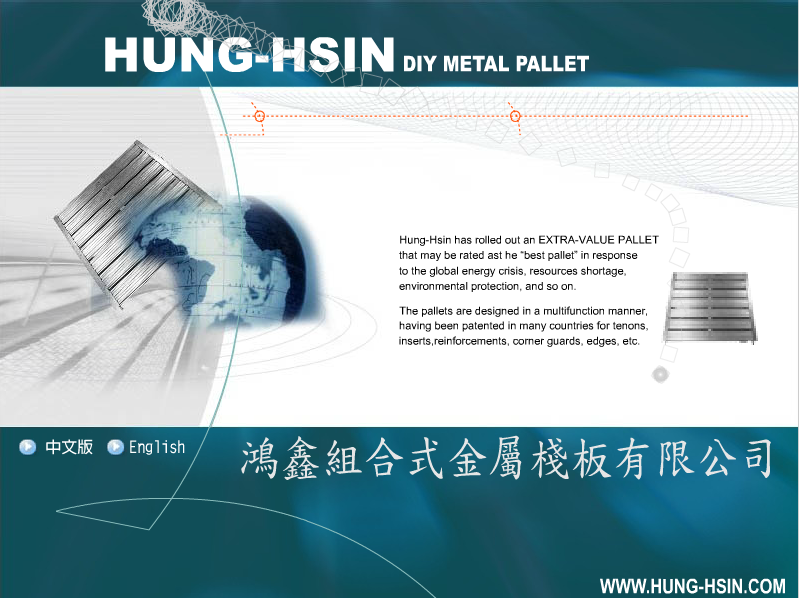 HUNG-HSIN DIY METAL PALLET
Hung-Hsin has rolled out an EXTRA-VALUE PALLET
that may be rated ast he “best pallet” in response
to the global energy crisis, resources shortage,
environmental protection, and so on.
The pallets are designed in a multifunction manner,
having been patented in many countries for tenons,
inserts,reinforcements, corner guards, edges, etc.
中文版 English
鴻鑫組合式金屬棧板有限公司
WWW.HUNG-HSIN.COM